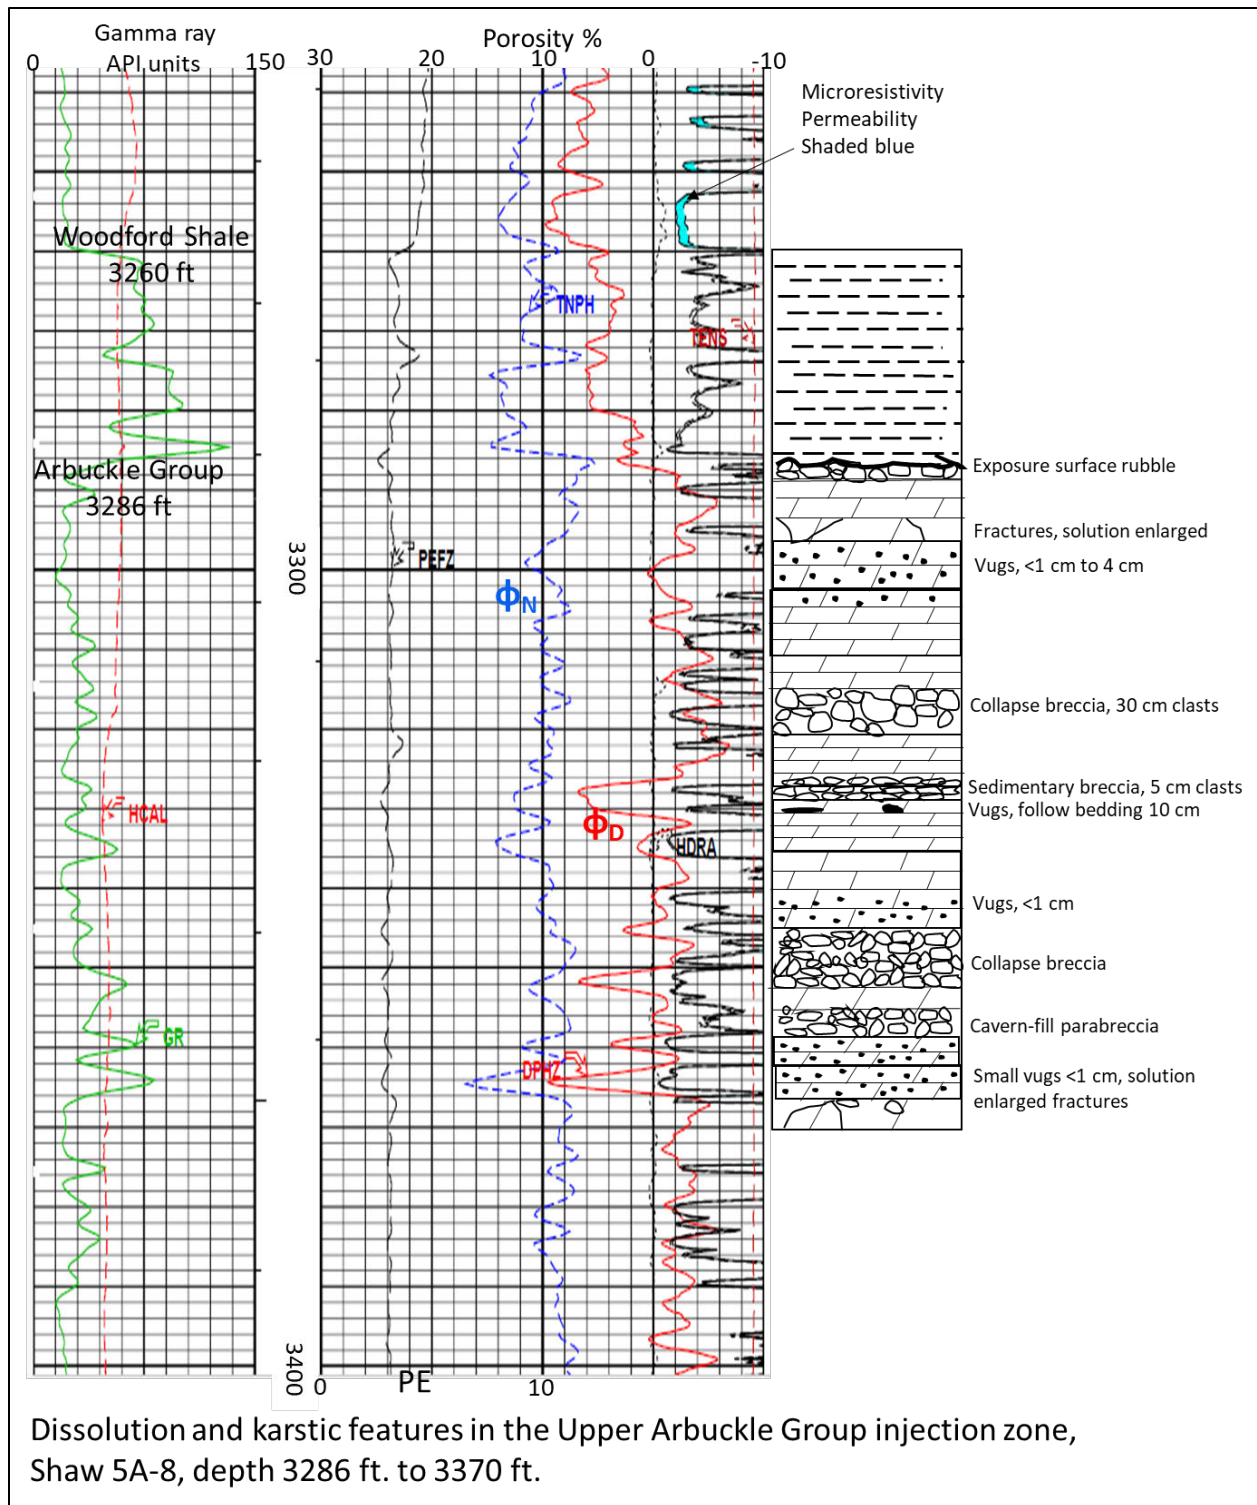 Gamma ray
API units
0
150
Porosity %
30
20
10
0
-10
Microresistivity
Permeability
Shaded blue
Woodford Shale
3260 ft
TNPH
TENS
Arbuckle Group
3286 ft
Exposure surface rubble
Fractures, solution enlarged
3300
PEFZ
Vugs, <1 cm to 4 cm
ΦN
Collapse breccia, 30 cm clasts
Sedimentary breccia, 5 cm clasts
HCAL
Vugs, follow bedding 10 cm
ΦD
HDRA
Vugs, <1 cm
Collapse breccia
GR
Cavern-fill parabreccia
DPHZ
Small vugs <1 cm, solution
enlarged fractures
3400
0
PE
10
Dissolution and karstic features in the Upper Arbuckle Group injection zone,
Shaw 5A-8, depth 3286 ft. to 3370 ft.